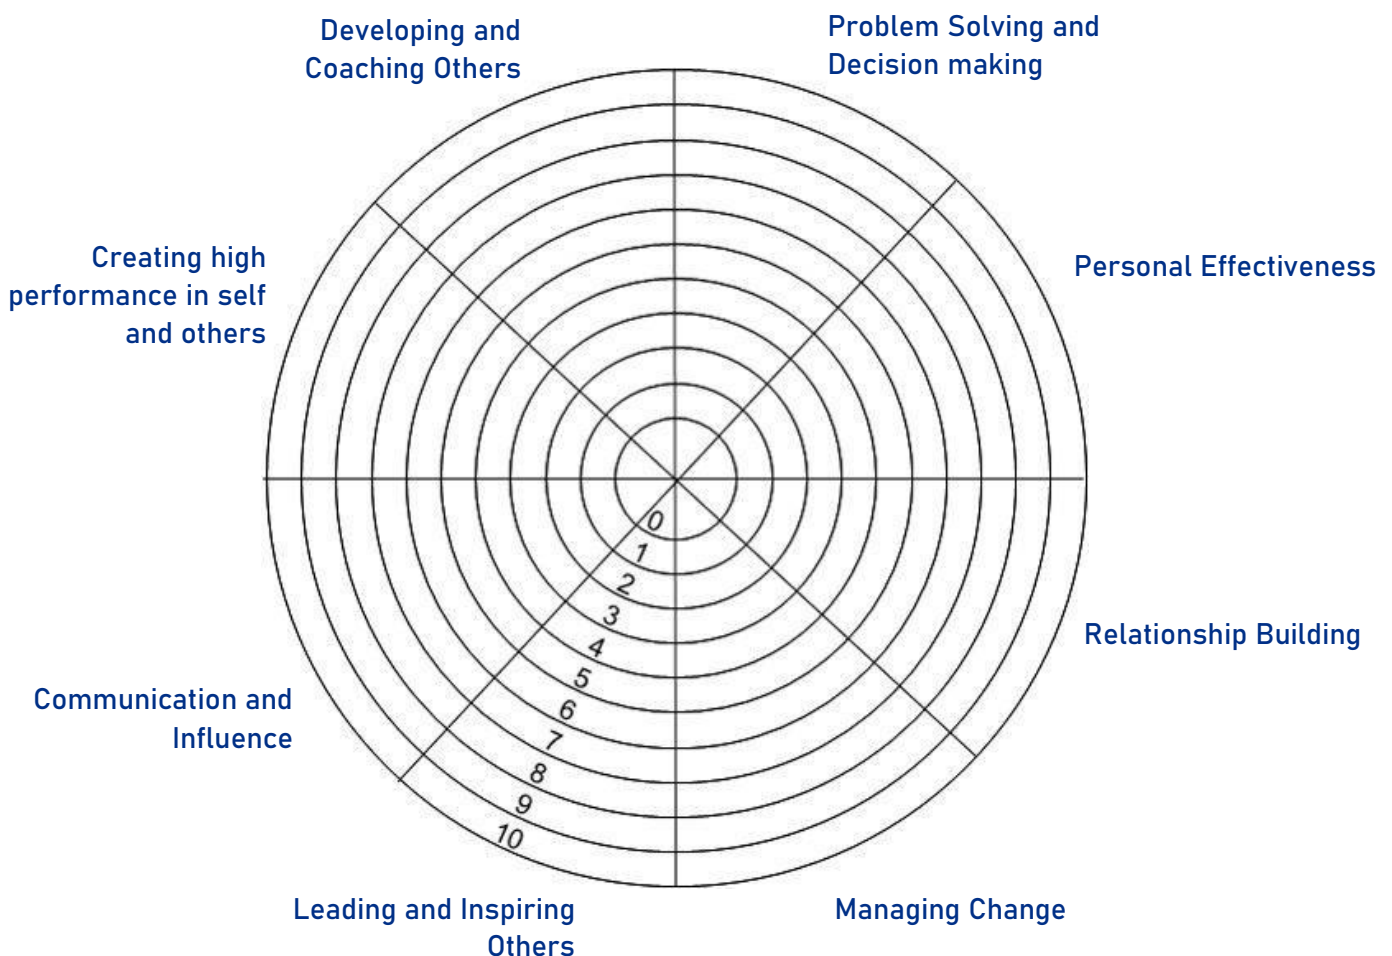 Developing and
Coaching Others
Problem Solving and
Decision making
Creating high
performance in self
and others
Personal Effectiveness
0
1
2
3
4
5
6
7
8
9
10
Relationship Building
Communication and
Influence
Leading and Inspiring
Others
Managing Change